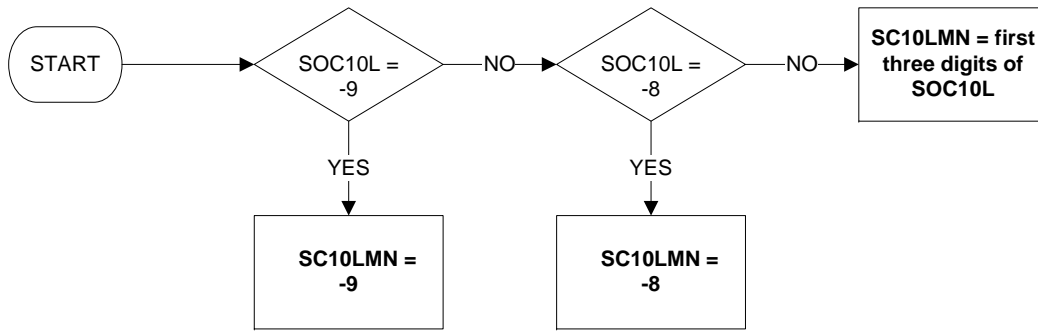 START
SOC10L =
-9
NO
SOC10L =
-8
NO
SC10LMN = first
three digits of
SOC10L
YES
YES
SC10LMN =
-9
SC10LMN =
-8